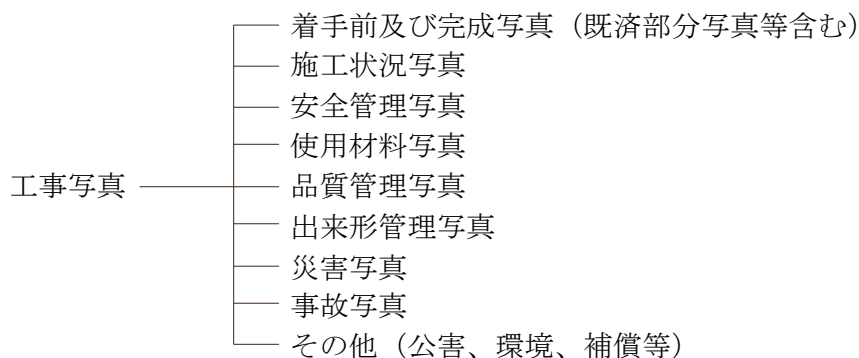 着手前及び完成写真（既済部分写真等含む）
施工状況写真
安全管理写真
使用材料写真
工事写真
品質管理写真
出来形管理写真
災害写真
事故写真
その他（公害、環境、補償等）